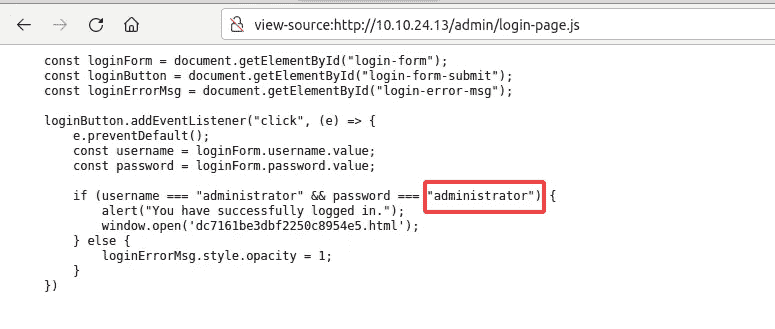 view-source:http://10.10.24.13/admin/login-page.js
const loginForm = document.getElementById("login-form");
const loginButton = document.getElementById("login-form-submit");
const loginErrorMsg = document.getElementById("login-error-msg");
loginButton.addEventListener("click", (e) => {
e.preventDefault();
const username = loginForm.username.value;
const password = loginForm.password.value;
if (username === "administrator" && password === "administrator") {
alert("You have successfully logged in.");
window.open('dc7161be3dbf2250c8954e5.html');
} else {
loginErrorMsg.style.opacity = 1;
}
})